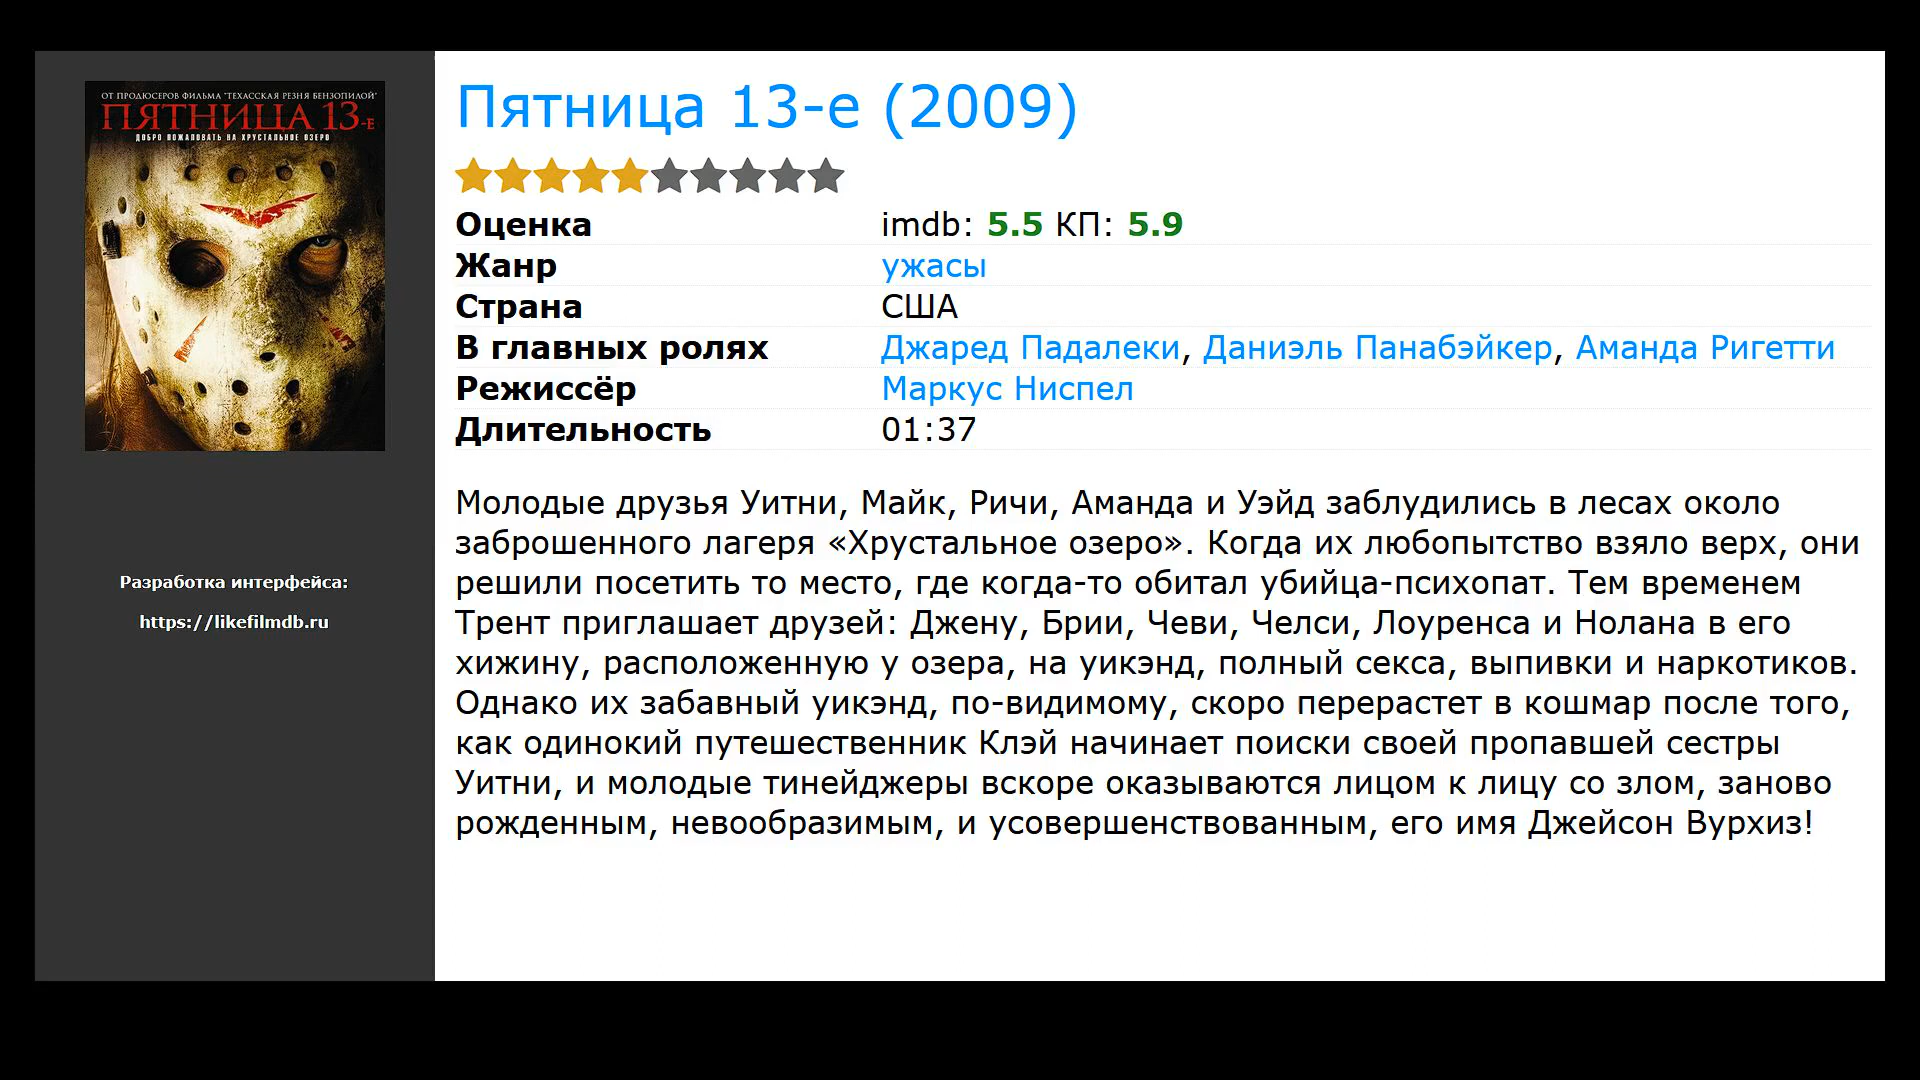 ОТ ПРОДЮСЕРОВ ФИЛЬМА "ТЕХАССКАЯ РЕЗНЯ БЕНЗОПИЛОЙ"
ПЯТНИЦА 13-Е
ДОБРО ПОЖАЛОВАТЬ НА ХРУСТАЛЬНОЕ ОЗЕРО
Разработка интерфейса:
https://likefilmdb.ru
Пятница 13-е (2009)
Оценка imdb: 5.5 КП: 5.9
Жанр ужасы
Страна США
В главных ролях Джаред Падалеки, Даниэль Панабэйкер, Аманда Ригетти
Режиссёр Маркус Ниспел
Длительность 01:37
Молодые друзья Уитни, Майк, Ричи, Аманда и Уэйд заблудились в лесах около
заброшенного лагеря «Хрустальное озеро». Когда их любопытство взяло верх, они
решили посетить то место, где когда-то обитал убийца-психопат. Тем временем
Трент приглашает друзей: Джену, Брии, Чеви, Челси, Лоуренса и Нолана в его
хижину, расположенную у озера, на уикэнд, полный секса, выпивки и наркотиков.
Однако их забавный уикэнд, по-видимому, скоро перерастет в кошмар после того,
как одинокий путешественник Клэй начинает поиски своей пропавшей сестры
Уитни, и молодые тинейджеры вскоре оказываются лицом к лицу со злом, заново
рожденным, невообразимым, и усовершенствованным, его имя Джейсон Вурхиз!